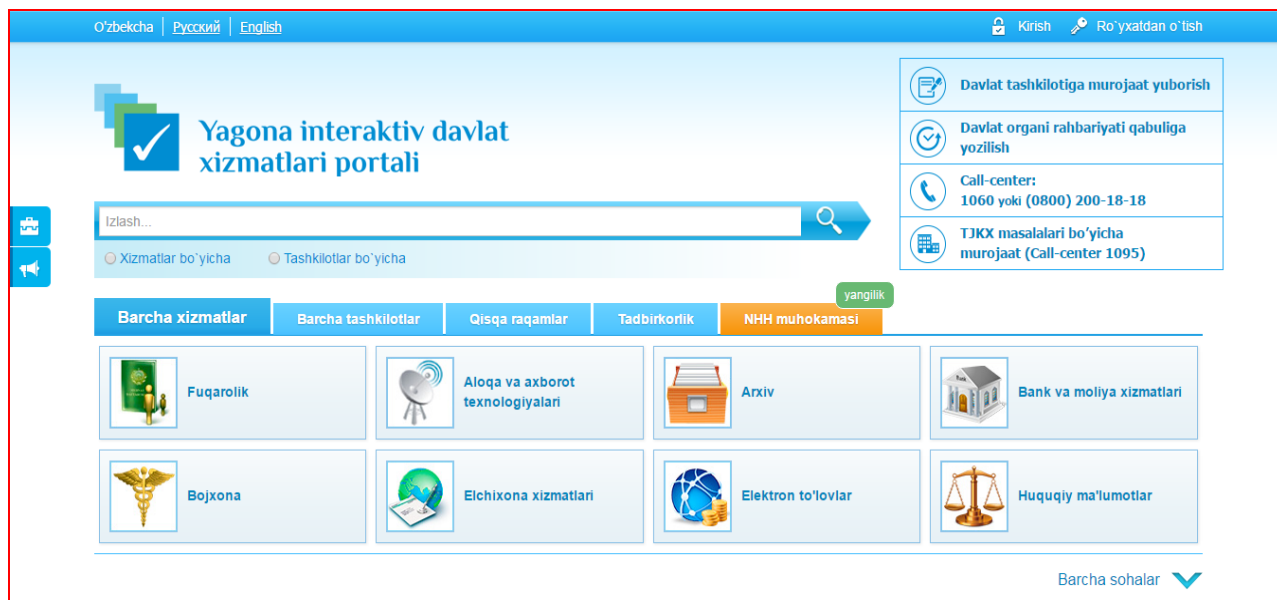 O'zbekcha | Русский | English
Kirish
Ro`yxatdan o`tish
Yagona interaktiv davlat
xizmatlari portali
Davlat tashkilotiga murojaat yuborish
Davlat organi rahbariyati qabuliga
yozilish
Call-center:
1060 yoki (0800) 200-18-18
TJKX masalalari bo‘yicha
murojaat (Call-center 1095)
Izlash...
Xizmatlar bo`yicha
Tashkilotlar bo`yicha
yangilik
Barcha xizmatlar
Barcha tashkilotlar
Qisqa raqamlar
Tadbirkorlik
NHH muhokamasi
Fuqarolik
Aloqa va axborot
texnologiyalari
Arxiv
Bank va moliya xizmatlari
Bojxona
Elchixona xizmatlari
Elektron to'lovlar
Huquqiy ma'lumotlar
Barcha sohalar